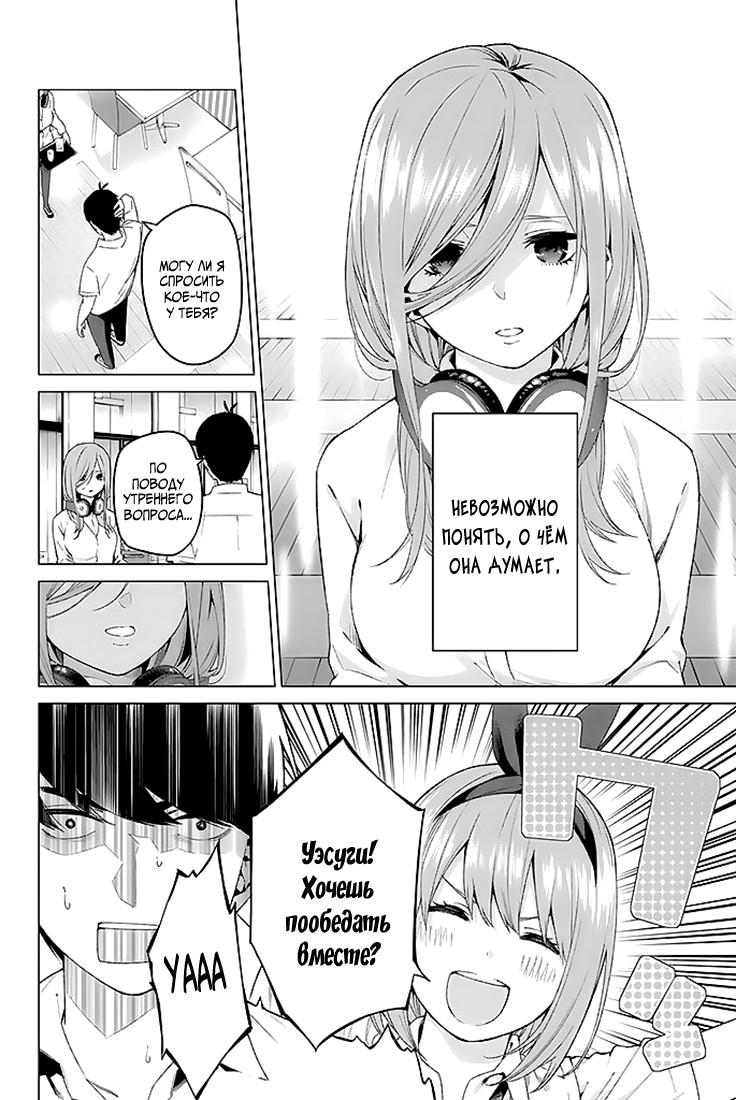 НЕВОЗМОЖНО
ПОНЯТЬ, О ЧЁМ
ОНА ДУМАЕТ.
МОГУ ЛИ Я
СПРОСИТЬ
КОЕ-ЧТО
У ТЕБЯ?
ПО
ПОВОДУ
УТРЕННЕГО
ВОПРОСА...
Уэсуги!
Хочешь
пообедать
вместе?
УААА